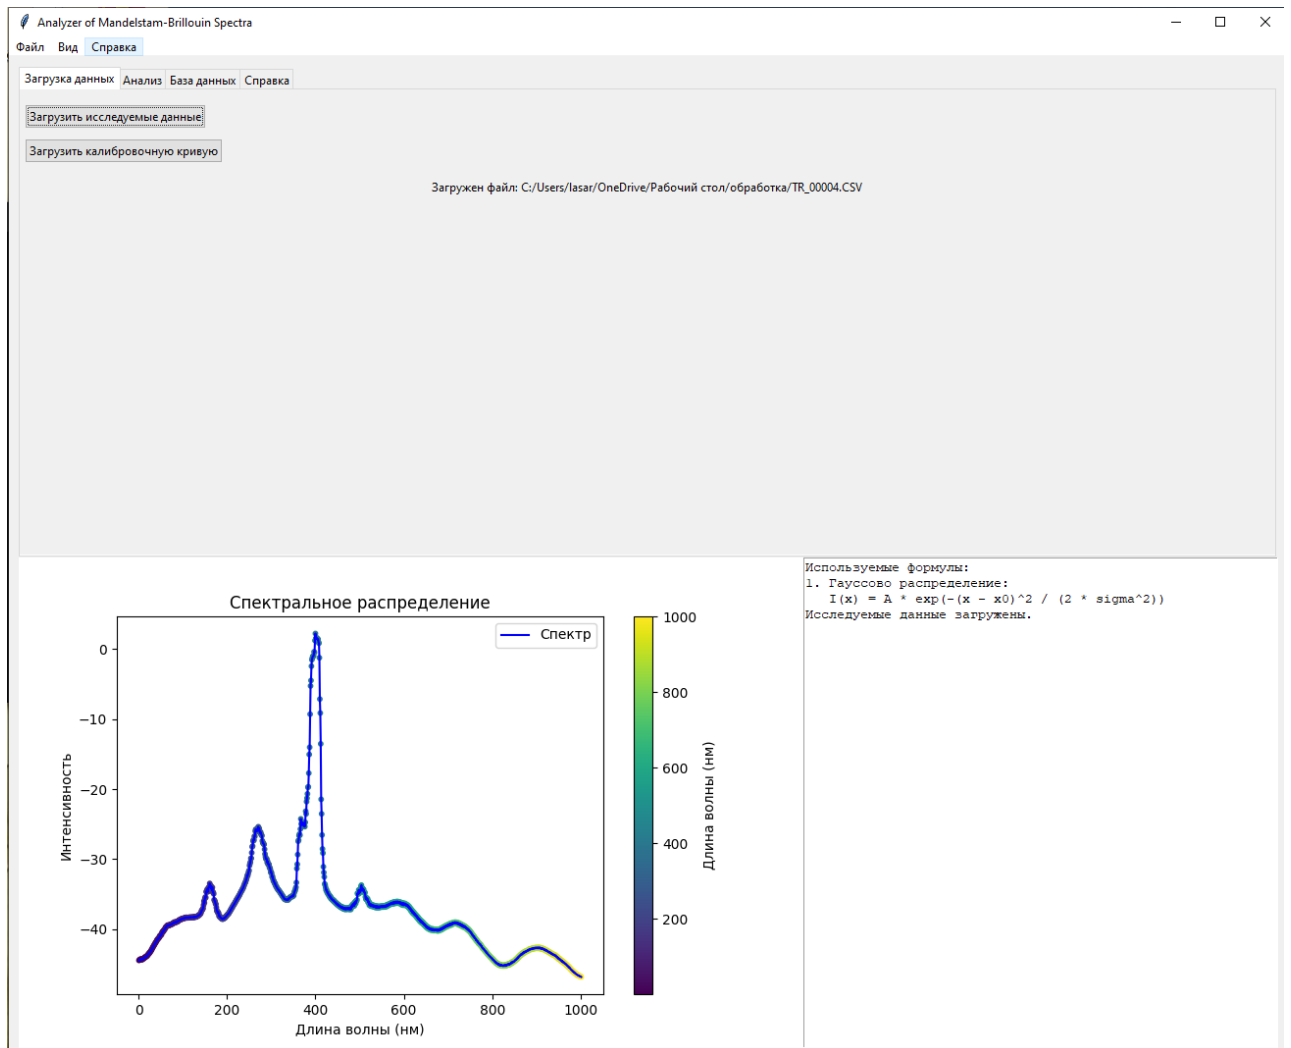 Analyzer of Mandelstam-Brillouin Spectra
Файл Вид Справка
Загрузка данных Анализ База данных Справка
Загрузить исследуемые данные
Загрузить калибровочную кривую
Загружен файл: C:/Users/lasar/OneDrive/Рабочий стол/обработка/TR_00004.CSV
Используемые формулы:
1. Гауссово распределение:
I(x) = A * exp(-(x - x0)^2 / (2 * sigma^2))
Исследуемые данные загружены.
Спектральное распределение
Спектр
0
−10
−20
−30
−40
Интенсивность
0 200 400 600 800 1000
Длина волны (нм)
1000
800
600
400
200
Длина волны (нм)